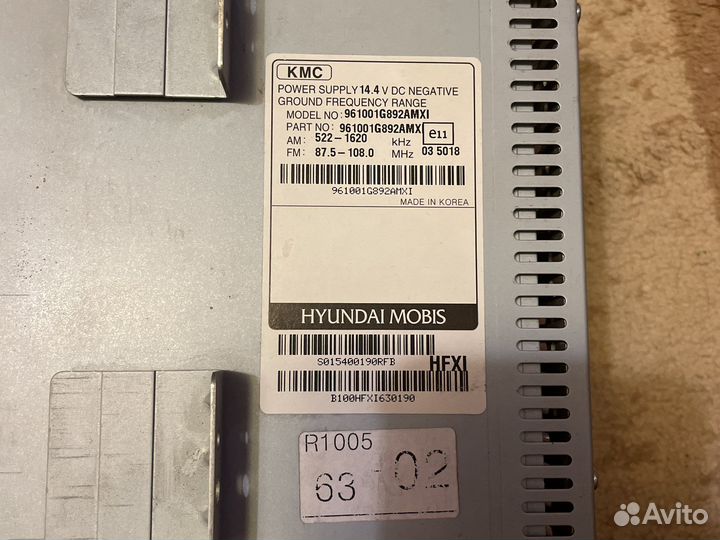 KMC
POWER SUPPLY 14.4 V DC NEGATIVE
GROUND FREQUENCY RANGE
MODEL NO: 961001G892AMXI
PART NO: 961001G892AMX
AM: 522-1620 kHz
FM: 87.5-108.0 MHz
e11
03 5018
961001G892AMXI
MADE IN KOREA
HYUNDAI MOBIS
S015400190RFB
HFXI
B100HFXI630190
R1005
63 02
Avito